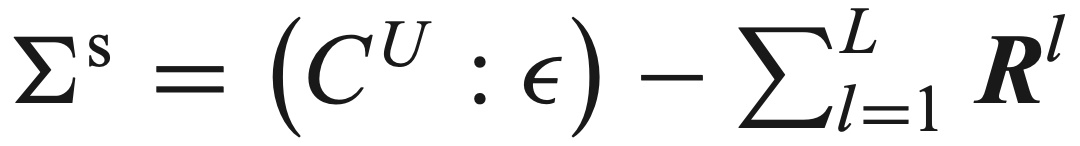 Σˢ = (Cᵁ : ϵ) − ∑ₗ₌₁ᴸ Rˡ